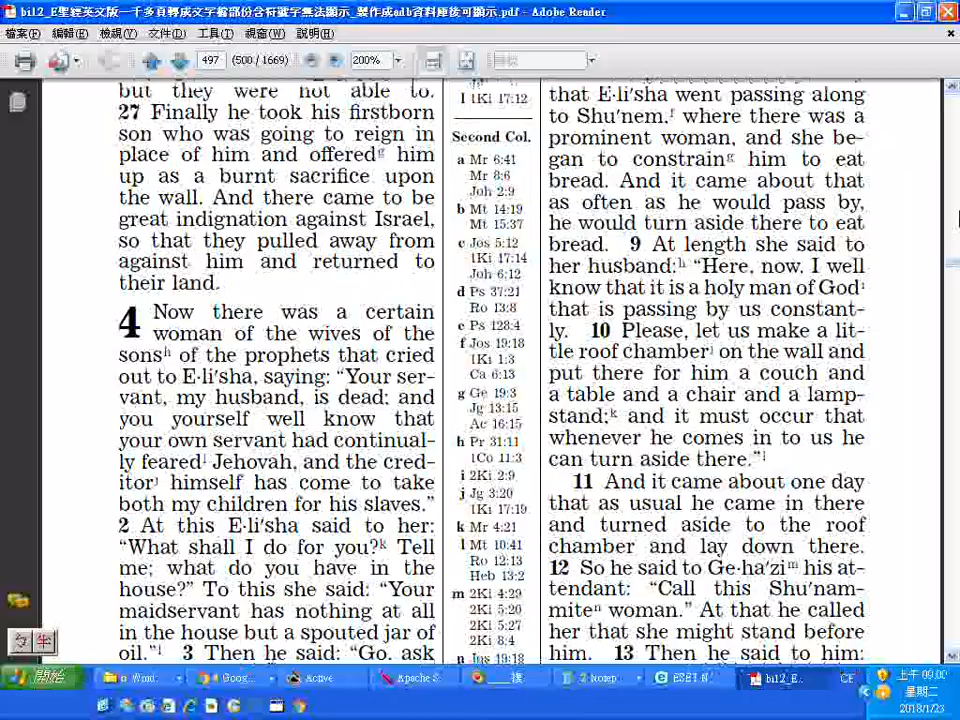 bi12_E聖經英文版—千多頁轉成文字檔部份含符號字無法顯示_製作成adb資料庫後可顯示.pdf - Adobe Reader
檔案(F) 編輯(E) 檢視(V) 文件(D) 工具(T) 視窗(W) 說明(H)
497 (500 / 1669) 200%
but they were not able to.
27 Finally he took his firstborn
son who was going to reign in
place of him and offeredᵍ him
up as a burnt sacrifice upon
the wall. And there came to be
great indignation against Israel,
so that they pulled away from
against him and returned to
their land.
4 Now there was a certain
woman of the wives of the
sonsʰ of the prophets that cried
out to E·li′sha, saying: “Your ser-
vant, my husband, is dead; and
you yourself well know that
your own servant had continual-
ly fearedⁱ Jehovah, and the cred-
itorʲ himself has come to take
both my children for his slaves.”
2 At this E·li′sha said to her:
“What shall I do for you?ᵏ Tell
me; what do you have in the
house?” To this she said: “Your
maidservant has nothing at all
in the house but a spouted jar of
oil.”ˡ 3 Then he said: “Go, ask
l 1Ki 17:12
Second Col.
a Mr 6:41
Mr 8:6
Joh 2:9
b Mt 14:19
Mt 15:37
c Jos 5:12
1Ki 17:14
Joh 6:12
d Ps 37:21
Ro 13:8
e Ps 128:4
f Jos 19:18
1Ki 1:3
Ca 6:13
g Ge 19:3
Jg 13:15
Ac 16:15
h Pr 31:11
1Co 11:3
i 2Ki 2:9
j Jg 3:20
1Ki 17:19
k Mr 4:21
l Mt 10:41
Ro 12:13
Heb 13:2
m 2Ki 4:29
2Ki 5:20
2Ki 5:27
2Ki 8:4
n Jos 19:18
that E·li′sha went passing along
to Shu′nem,ᶠ where there was a
prominent woman, and she be-
gan to constrainᵍ him to eat
bread. And it came about that
as often as he would pass by,
he would turn aside there to eat
bread. 9 At length she said to
her husband:ʰ “Here, now, I well
know that it is a holy man of Godⁱ
that is passing by us constant-
ly. 10 Please, let us make a lit-
tle roof chamberʲ on the wall and
put there for him a couch and
a table and a chair and a lamp-
stand;ᵏ and it must occur that
whenever he comes in to us he
can turn aside there.”ˡ
11 And it came about one day
that as usual he came in there
and turned aside to the roof
chamber and lay down there.
12 So he said to Ge·ha′ziᵐ his at-
tendant: “Call this Shu′nam-
miteⁿ woman.” At that he called
her that she might stand before
him. 13 Then he said to him:
ㄅ 半
開始 Word Goog... Active Apache S 2 Notep ESET N bi12_E... CE
上午 09:00
星期二
2018/1/23